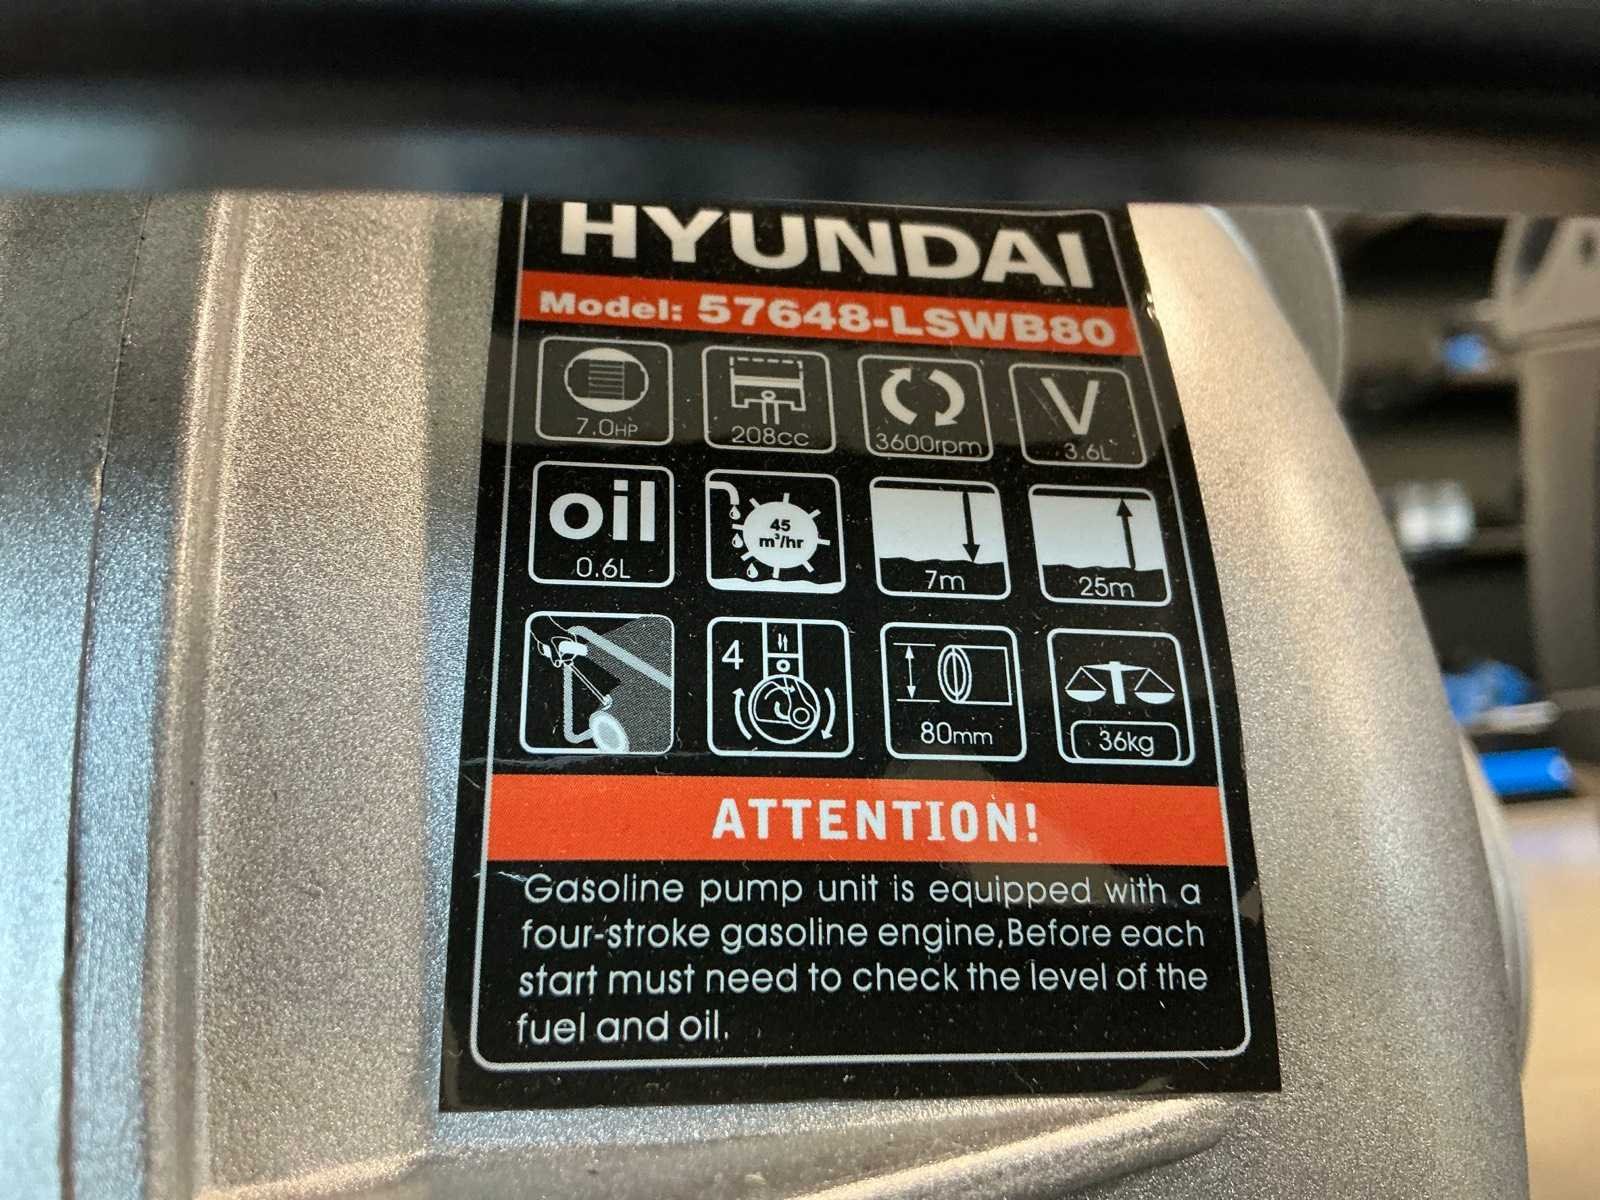 HYUNDAI
Model: 57648-LSWB80
7.0HP 208cc 3600rpm V 3.6L
oil 0.6L 45 m³/hr 7m 25m
4 80mm 36kg
ATTENTION!
Gasoline pump unit is equipped with a
four-stroke gasoline engine,Before each
start must need to check the level of the
fuel and oil.